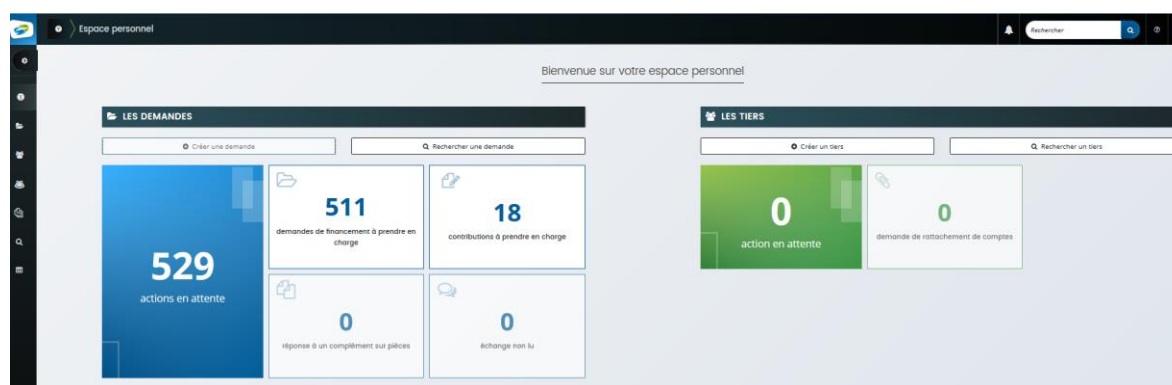 Espace personnel
Rechercher
Bienvenue sur votre espace personnel
LES DEMANDES
Créer une demande
Rechercher une demande
529
actions en attente
511
demandes de financement à prendre en
charge
18
contributions à prendre en charge
0
réponse à un complément sur pièces
0
échange non lu
LES TIERS
Créer un tiers
Rechercher un tiers
0
action en attente
0
demande de rattachement de comptes